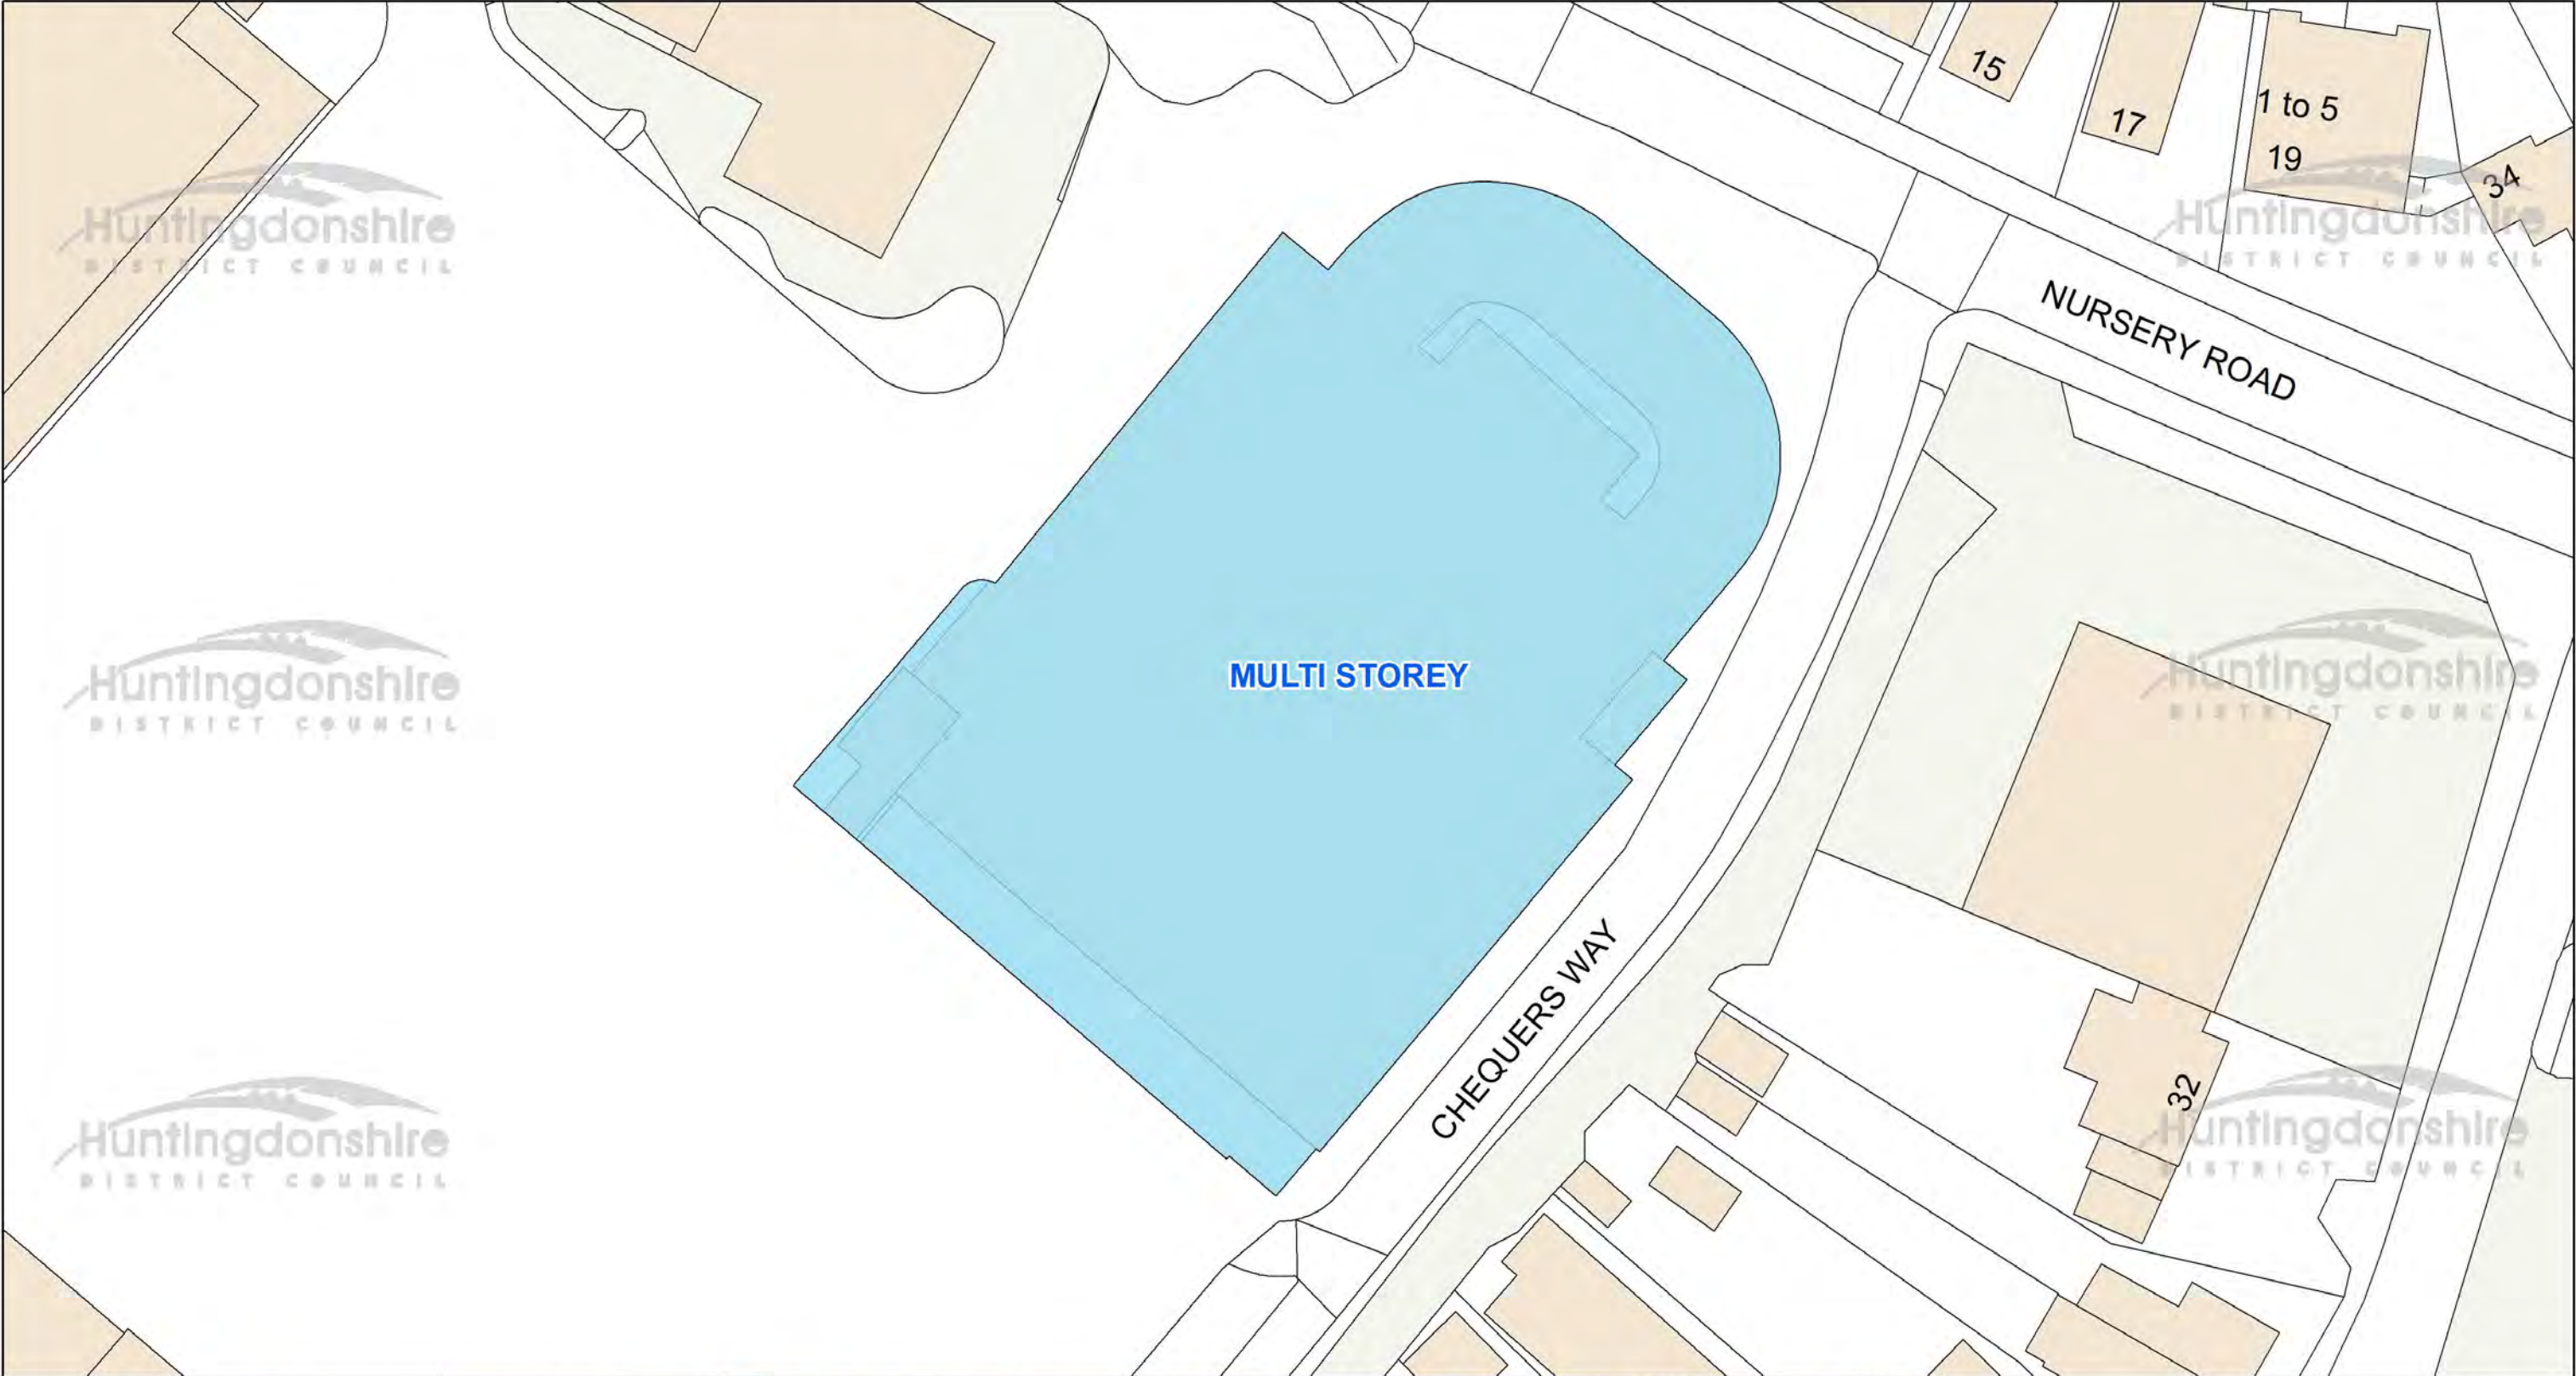 15
17
1 to 5
19
34
Huntingdonshire
DISTRICT COUNCIL
Huntingdonshire
DISTRICT COUNCIL
NURSERY ROAD
Huntingdonshire
DISTRICT COUNCIL
MULTI STOREY
Huntingdonshire
DISTRICT COUNCIL
CHEQUERS WAY
32
Huntingdonshire
DISTRICT COUNCIL
Huntingdonshire
DISTRICT COUNCIL